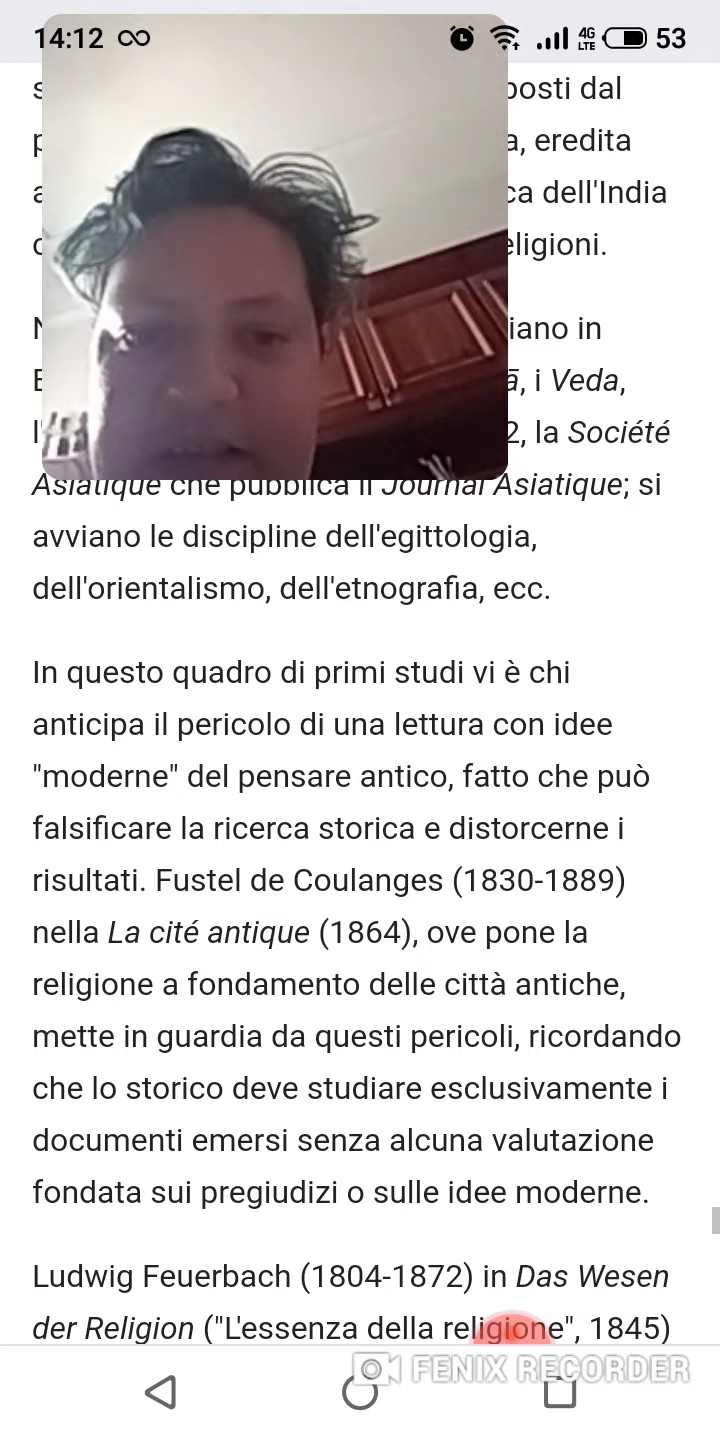 14:12
4G
LTE
53
posti dal
a, eredita
ca dell'India
eligioni.
iano in
ā, i Veda,
2, la Société
Asiatique che pubblica il Journal Asiatique; si
avviano le discipline dell'egittologia,
dell'orientalismo, dell'etnografia, ecc.
In questo quadro di primi studi vi è chi
anticipa il pericolo di una lettura con idee
"moderne" del pensare antico, fatto che può
falsificare la ricerca storica e distorcerne i
risultati. Fustel de Coulanges (1830-1889)
nella La cité antique (1864), ove pone la
religione a fondamento delle città antiche,
mette in guardia da questi pericoli, ricordando
che lo storico deve studiare esclusivamente i
documenti emersi senza alcuna valutazione
fondata sui pregiudizi o sulle idee moderne.
Ludwig Feuerbach (1804-1872) in Das Wesen
der Religion ("L'essenza della religione", 1845)
FENIX RECORDER